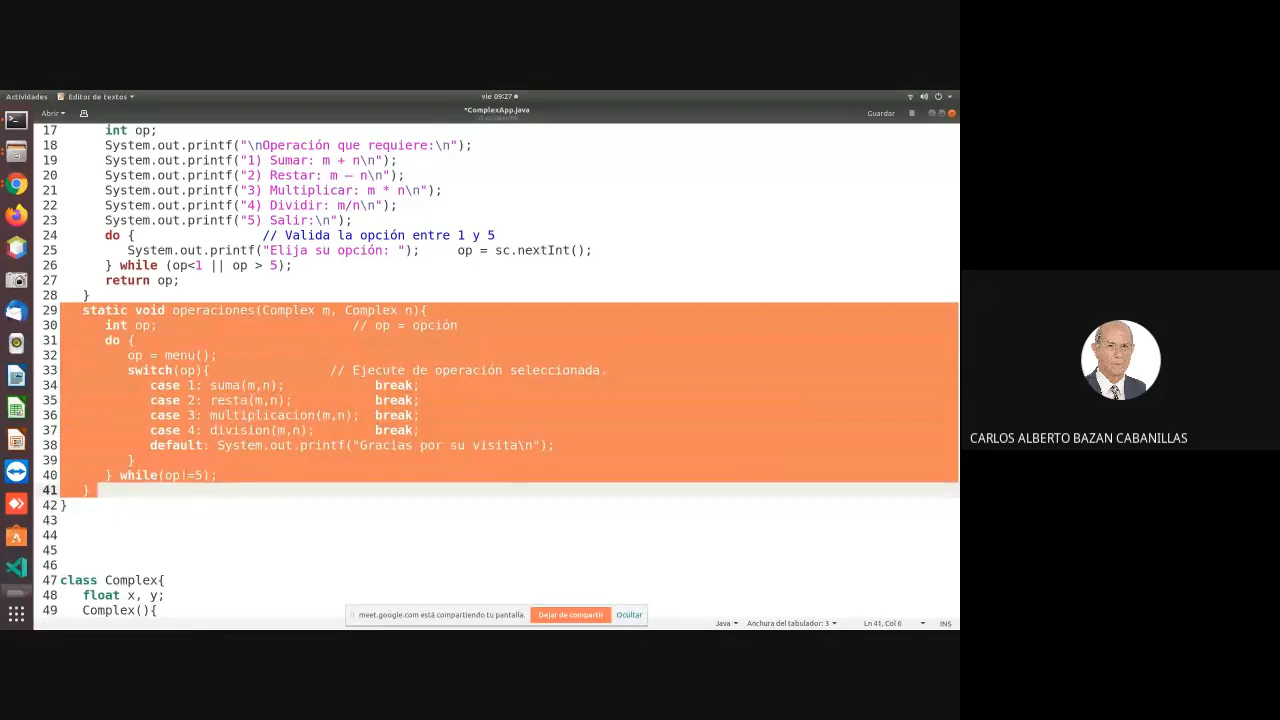 Actividades Editor de textos vie 09:27
Abrir *ComplexApp.java Guardar
17 int op;
18 System.out.printf("\nOperación que requiere:\n");
19 System.out.printf("1) Sumar: m + n\n");
20 System.out.printf("2) Restar: m – n\n");
21 System.out.printf("3) Multiplicar: m * n\n");
22 System.out.printf("4) Dividir: m/n\n");
23 System.out.printf("5) Salir:\n");
24 do { // Valida la opción entre 1 y 5
25 System.out.printf("Elija su opción: "); op = sc.nextInt();
26 } while (op<1 || op > 5);
27 return op;
28 }
29 static void operaciones(Complex m, Complex n){
30 int op; // op = opción
31 do {
32 op = menu();
33 switch(op){ // Ejecute de operación seleccionada.
34 case 1: suma(m,n); break;
35 case 2: resta(m,n); break;
36 case 3: multiplicacion(m,n); break;
37 case 4: division(m,n); break;
38 default: System.out.printf("Gracias por su visita\n");
39 }
40 } while(op!=5);
41 }
42 }
43
44
45
46
47 class Complex{
48 float x, y;
49 Complex(){
meet.google.com está compartiendo tu pantalla. Dejar de compartir Ocultar
Java Anchura del tabulador: 3 Ln 41, Col 6 INS
CARLOS ALBERTO BAZAN CABANILLAS